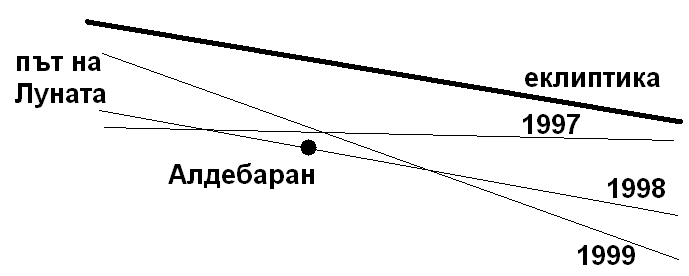 път на
Луната
еклиптика
1997
Алдебаран
1998
1999